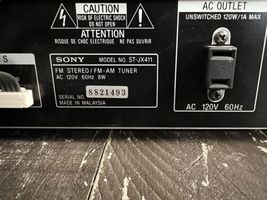 CAUTION
RISK OF ELECTRIC SHOCK
DO NOT OPEN
ATTENTION
RISQUE DE CHOC ELECTRIQUE
NE PAS OUVRIR
AC OUTLET
UNSWITCHED 120W/1A MAX
S
SONY MODEL NO. ST-JX411
FM STEREO/FM-AM TUNER
AC 120V 60Hz 8W
SERIAL NO. 8821493
MADE IN MALAYSIA
AC 120V 60Hz